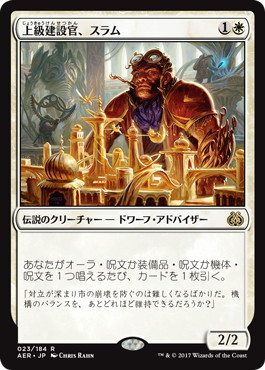 じょうきゅうけんせつかん
上級建設官、スラム
1
伝説のクリーチャー ― ドワーフ・アドバイザー
あなたがオーラ・呪文か装備品・呪文か機体・
呪文を１つ唱えるたび、カードを１枚引く。
「対立が深まり市の崩壊を防ぐのは難しくなるばかりだ。機
構のバランスを、あとどれほど維持できるだろうか？」
2/2
023/184 R
AER • JP Chris Rahn
™ & © 2017 Wizards of the Coast